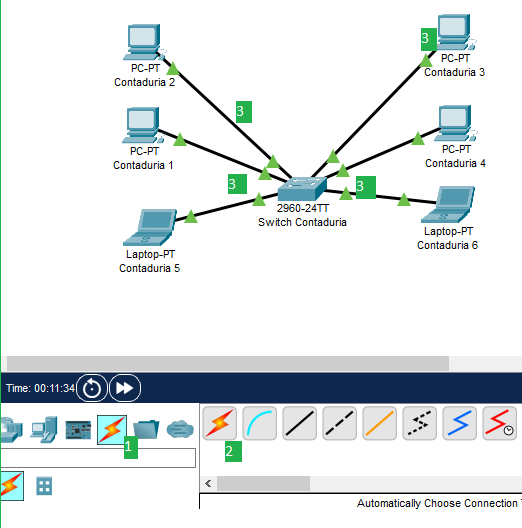 3
PC-PT
Contaduria 2
PC-PT
Contaduria 3
3
PC-PT
Contaduria 1
PC-PT
Contaduria 4
3
3
2960-24TT
Switch Contaduria
Laptop-PT
Contaduria 5
Laptop-PT
Contaduria 6
Time: 00:11:34
1
2
Automatically Choose Connection